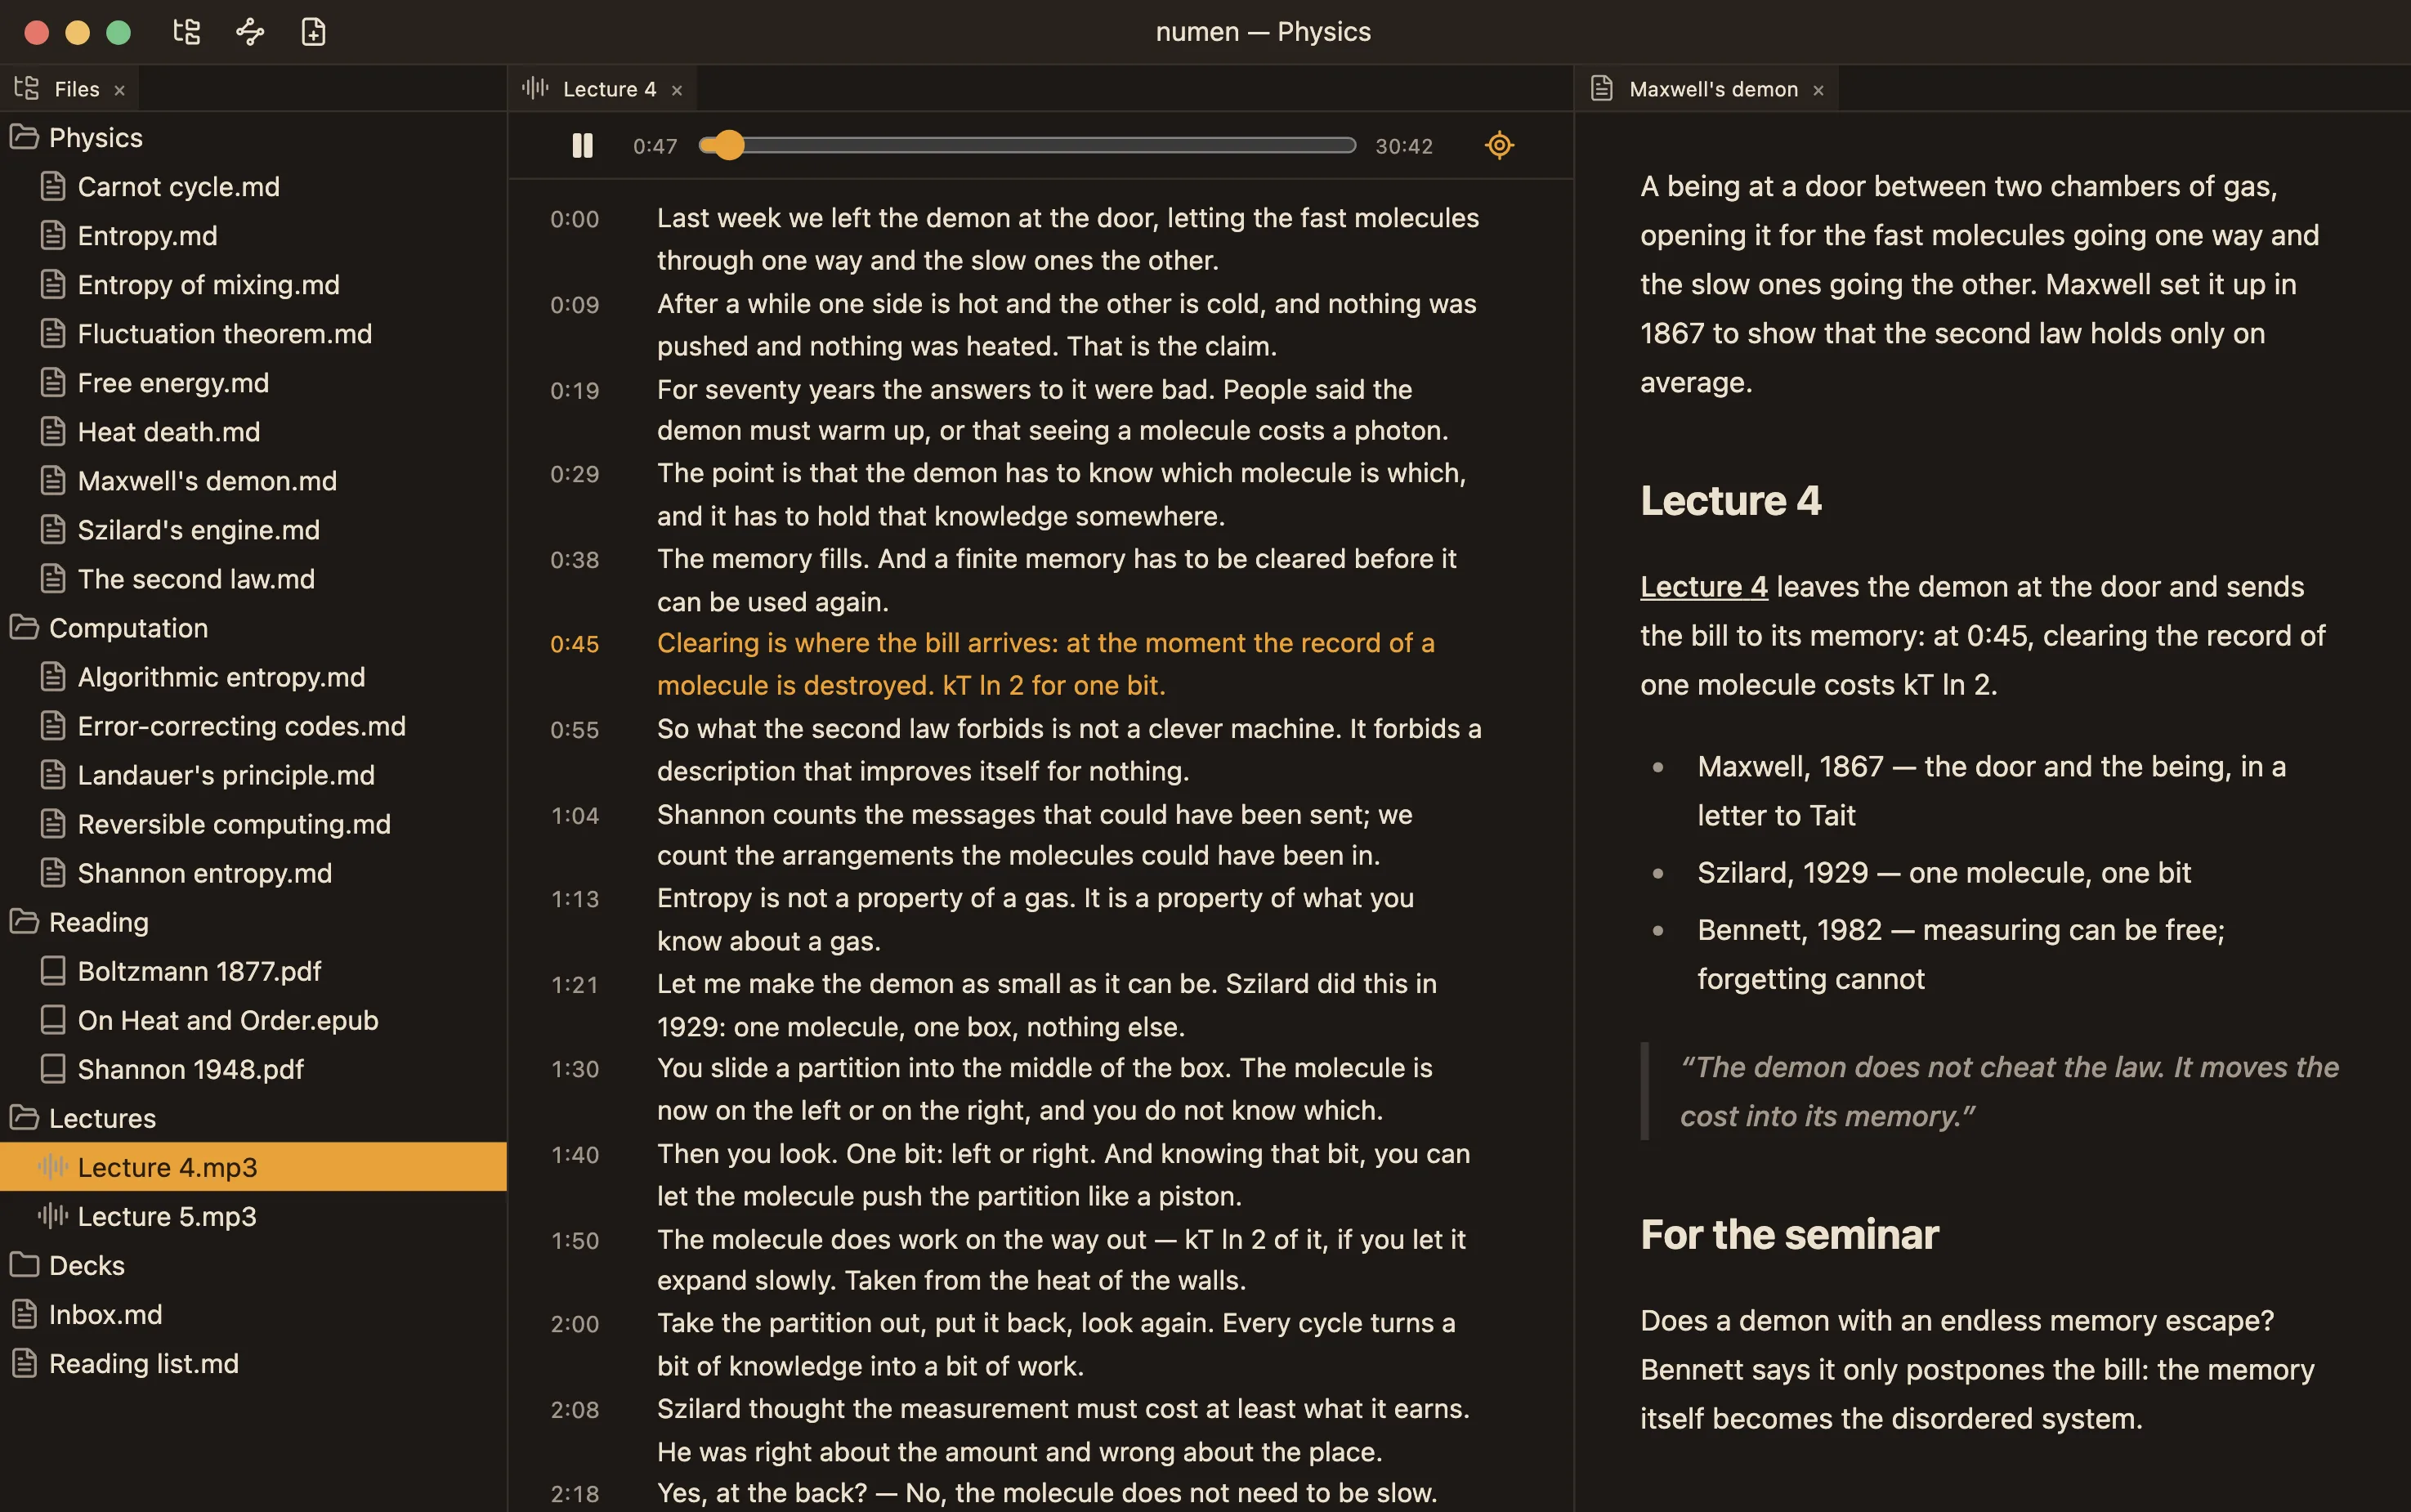 numen — Physics
Files ×
Physics
Carnot cycle.md
Entropy.md
Entropy of mixing.md
Fluctuation theorem.md
Free energy.md
Heat death.md
Maxwell's demon.md
Szilard's engine.md
The second law.md
Computation
Algorithmic entropy.md
Error-correcting codes.md
Landauer's principle.md
Reversible computing.md
Shannon entropy.md
Reading
Boltzmann 1877.pdf
On Heat and Order.epub
Shannon 1948.pdf
Lectures
Lecture 4.mp3
Lecture 5.mp3
Decks
Inbox.md
Reading list.md
Lecture 4 ×
0:47 30:42
0:00 Last week we left the demon at the door, letting the fast molecules
through one way and the slow ones the other.
0:09 After a while one side is hot and the other is cold, and nothing was
pushed and nothing was heated. That is the claim.
0:19 For seventy years the answers to it were bad. People said the
demon must warm up, or that seeing a molecule costs a photon.
0:29 The point is that the demon has to know which molecule is which,
and it has to hold that knowledge somewhere.
0:38 The memory fills. And a finite memory has to be cleared before it
can be used again.
0:45 Clearing is where the bill arrives: at the moment the record of a
molecule is destroyed. kT ln 2 for one bit.
0:55 So what the second law forbids is not a clever machine. It forbids a
description that improves itself for nothing.
1:04 Shannon counts the messages that could have been sent; we
count the arrangements the molecules could have been in.
1:13 Entropy is not a property of a gas. It is a property of what you
know about a gas.
1:21 Let me make the demon as small as it can be. Szilard did this in
1929: one molecule, one box, nothing else.
1:30 You slide a partition into the middle of the box. The molecule is
now on the left or on the right, and you do not know which.
1:40 Then you look. One bit: left or right. And knowing that bit, you can
let the molecule push the partition like a piston.
1:50 The molecule does work on the way out — kT ln 2 of it, if you let it
expand slowly. Taken from the heat of the walls.
2:00 Take the partition out, put it back, look again. Every cycle turns a
bit of knowledge into a bit of work.
2:08 Szilard thought the measurement must cost at least what it earns.
He was right about the amount and wrong about the place.
2:18 Yes, at the back? — No, the molecule does not need to be slow.
Maxwell's demon ×
A being at a door between two chambers of gas,
opening it for the fast molecules going one way and
the slow ones going the other. Maxwell set it up in
1867 to show that the second law holds only on
average.
Lecture 4
Lecture 4 leaves the demon at the door and sends
the bill to its memory: at 0:45, clearing the record of
one molecule costs kT ln 2.
• Maxwell, 1867 — the door and the being, in a
letter to Tait
• Szilard, 1929 — one molecule, one bit
• Bennett, 1982 — measuring can be free;
forgetting cannot
“The demon does not cheat the law. It moves the
cost into its memory.”
For the seminar
Does a demon with an endless memory escape?
Bennett says it only postpones the bill: the memory
itself becomes the disordered system.